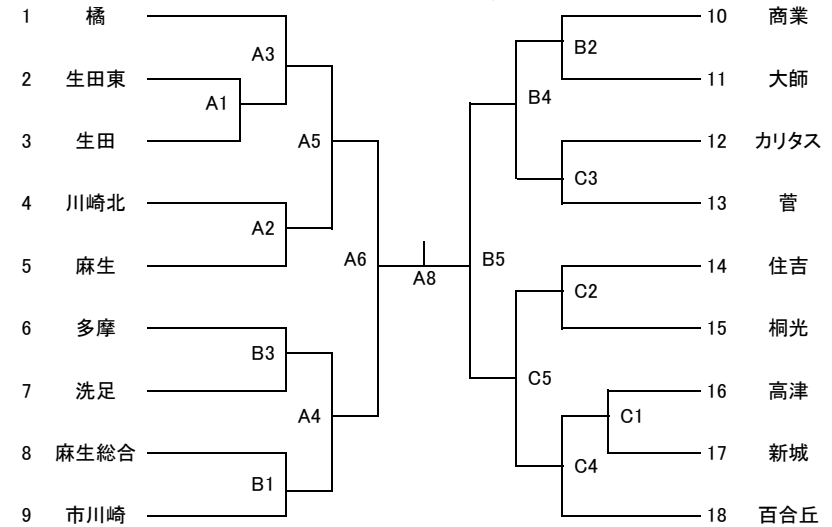 1 橘
2 生田東
3 生田
4 川崎北
5 麻生
6 多摩
7 洗足
8 麻生総合
9 市川崎
A3
A1
A5
A2
A6
B3
A4
B1
A8
B2
B4
C3
B5
C2
C5
C1
C4
10 商業
11 大師
12 カリタス
13 菅
14 住吉
15 桐光
16 高津
17 新城
18 百合丘